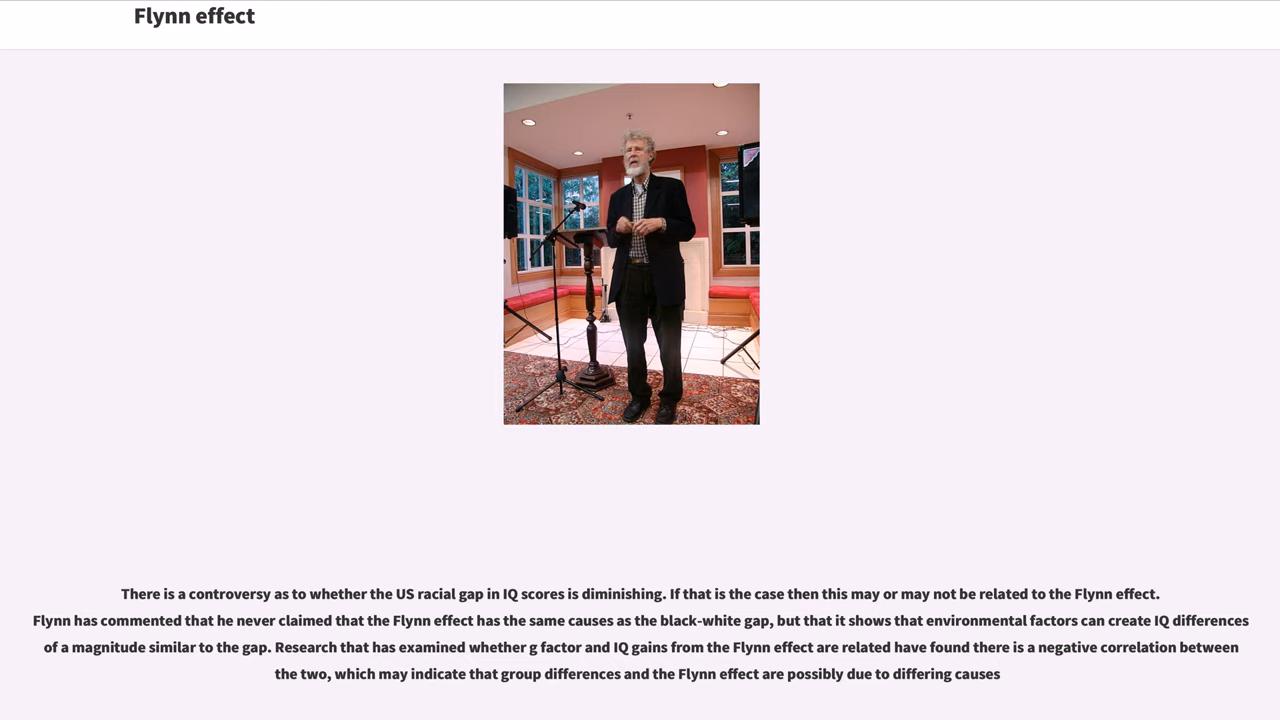 Flynn effect
There is a controversy as to whether the US racial gap in IQ scores is diminishing. If that is the case then this may or may not be related to the Flynn effect.
Flynn has commented that he never claimed that the Flynn effect has the same causes as the black-white gap, but that it shows that environmental factors can create IQ differences
of a magnitude similar to the gap. Research that has examined whether g factor and IQ gains from the Flynn effect are related have found there is a negative correlation between
the two, which may indicate that group differences and the Flynn effect are possibly due to differing causes